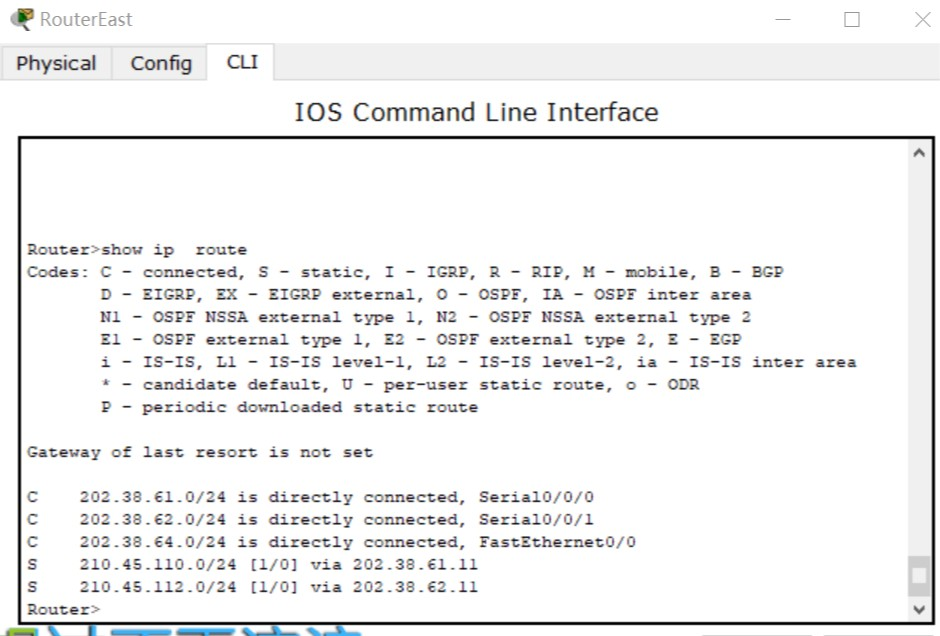 RouterEast
Physical Config CLI
IOS Command Line Interface
Router>show ip  route
Codes: C - connected, S - static, I - IGRP, R - RIP, M - mobile, B - BGP
       D - EIGRP, EX - EIGRP external, O - OSPF, IA - OSPF inter area
       N1 - OSPF NSSA external type 1, N2 - OSPF NSSA external type 2
       E1 - OSPF external type 1, E2 - OSPF external type 2, E - EGP
       i - IS-IS, L1 - IS-IS level-1, L2 - IS-IS level-2, ia - IS-IS inter area
       * - candidate default, U - per-user static route, o - ODR
       P - periodic downloaded static route
Gateway of last resort is not set
C    202.38.61.0/24 is directly connected, Serial0/0/0
C    202.38.62.0/24 is directly connected, Serial0/0/1
C    202.38.64.0/24 is directly connected, FastEthernet0/0
S    210.45.110.0/24 [1/0] via 202.38.61.11
S    210.45.112.0/24 [1/0] via 202.38.62.11
Router>